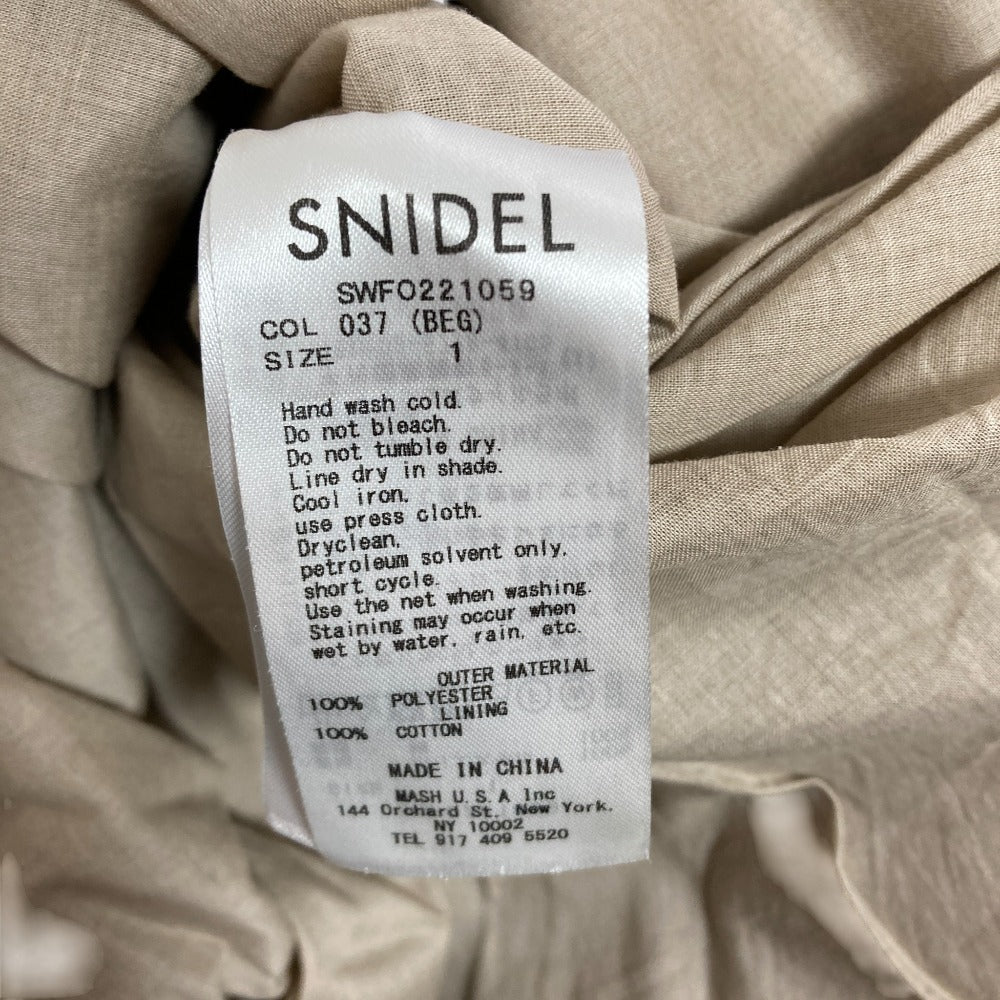 SNIDEL
SWFO221059
COL 037 (BEG)
SIZE 1
Hand wash cold.
Do not bleach.
Do not tumble dry.
Line dry in shade.
Cool iron.
use press cloth.
Dryclean,
petroleum solvent only,
short cycle.
Use the net when washing.
Staining may occur when
wet by water, rain, etc.
OUTER MATERIAL
100% POLYESTER
LINING
100% COTTON
MADE IN CHINA
MASH U.S.A Inc
144 Orchard St, New York.
NY 10002
TEL 917 409 5520